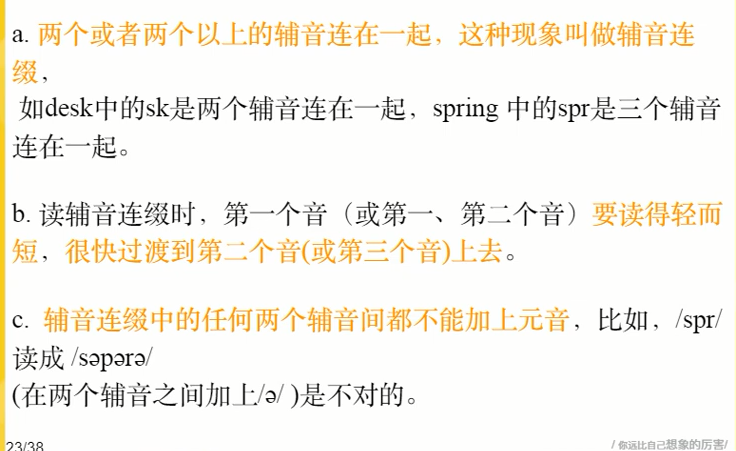 a. 两个或者两个以上的辅音连在一起，这种现象叫做辅音连
缀，
如desk中的sk是两个辅音连在一起，spring 中的spr是三个辅音
连在一起。
b. 读辅音连缀时，第一个音（或第一、第二个音）要读得轻而
短，很快过渡到第二个音(或第三个音)上去。
c. 辅音连缀中的任何两个辅音间都不能加上元音，比如，/spr/
读成 /səpərə/
(在两个辅音之间加上/ə/ )是不对的。
23/38
/ 你远比自己想象的厉害/